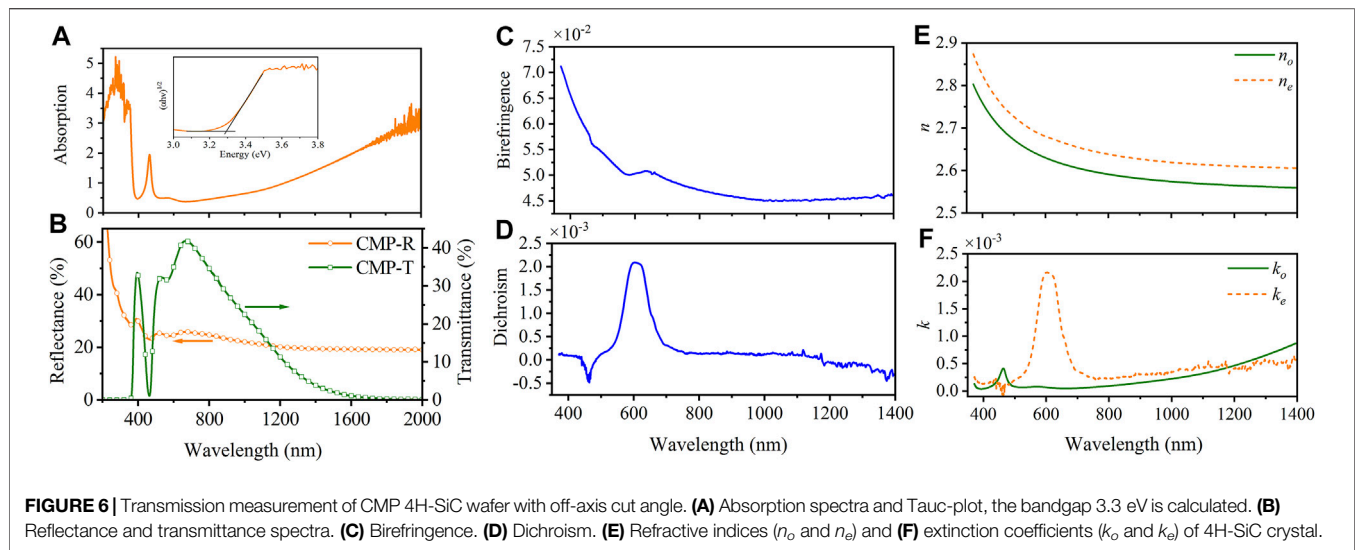 A
Absorption
5
4
3
2
1
0
(αhν)^1/2
3.0 3.2 3.4 3.6 3.8
Energy (eV)
B
Reflectance (%)
60
40
20
0
CMP-R
CMP-T
40
30
20
10
0
Transmittance (%)
400 800 1200 1600 2000
Wavelength (nm)
C
×10⁻²
Birefringence
7.5
7.0
6.5
6.0
5.5
5.0
4.5
D
×10⁻³
Dichroism
2.5
2.0
1.5
1.0
0.5
0.0
-0.5
400 600 800 1000 1200 1400
Wavelength (nm)
E
n
2.9
2.8
2.7
2.6
2.5
nₒ
nₑ
F
×10⁻³
k
2.5
2.0
1.5
1.0
0.5
0.0
kₒ
kₑ
400 600 800 1000 1200 1400
Wavelength (nm)
FIGURE 6 | Transmission measurement of CMP 4H-SiC wafer with off-axis cut angle. (A) Absorption spectra and Tauc-plot, the bandgap 3.3 eV is calculated. (B)
Reflectance and transmittance spectra. (C) Birefringence. (D) Dichroism. (E) Refractive indices (nₒ and nₑ) and (F) extinction coefficients (kₒ and kₑ) of 4H-SiC crystal.